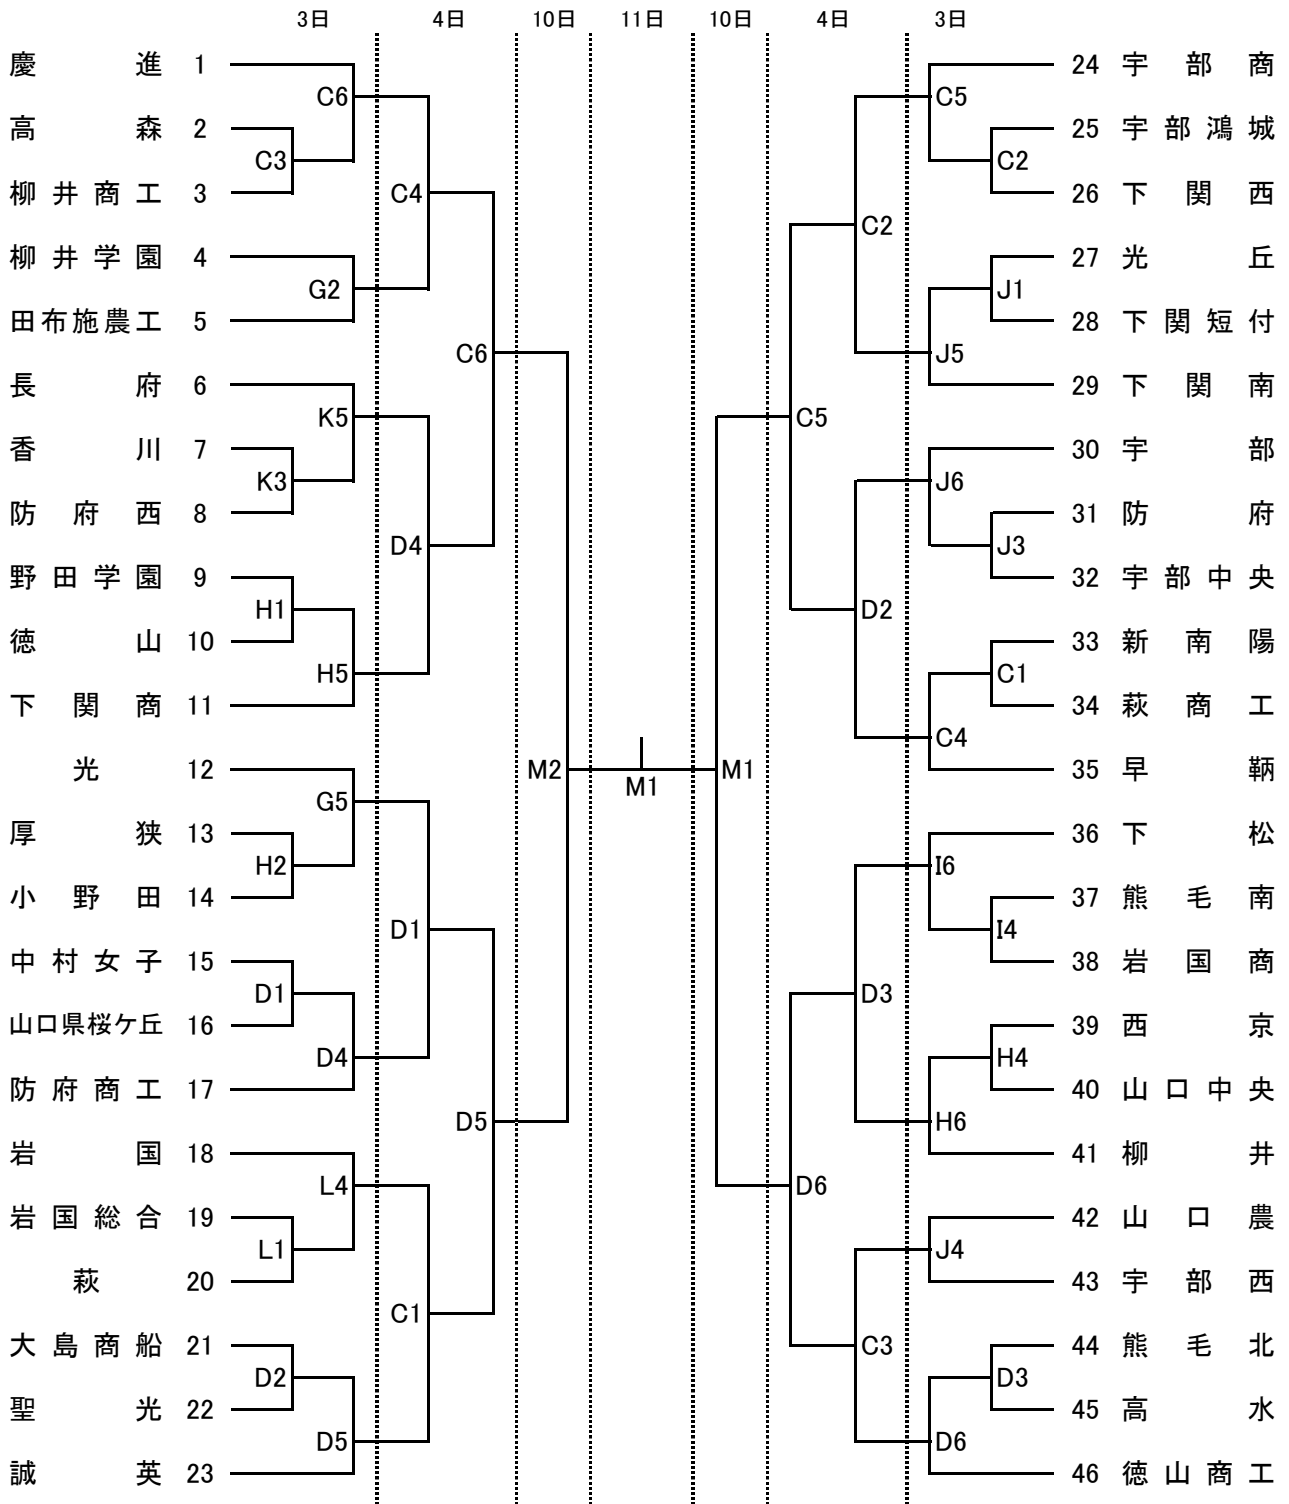 3日 4日 10日 11日 10日 4日 3日
慶進 1 24 宇部商
C6 C5
高森 2 25 宇部鴻城
C3 C2
柳井商工 3 C4 26 下関西
C2
柳井学園 4 27 光丘
G2 J1
田布施農工 5 28 下関短付
C6 J5
長府 6 29 下関南
K5 C5
香川 7 30 宇部
K3 J6
防府西 8 31 防府
D4 J3
野田学園 9 32 宇部中央
H1 D2
徳山 10 33 新南陽
H5 C1
下関商 11 34 萩商工
C4
光 12 M2 M1 35 早鞆
M1
G5
厚狭 13 36 下松
H2 I6
小野田 14 37 熊毛南
D1 I4
中村女子 15 38 岩国商
D1 D3
山口県桜ケ丘 16 39 西京
D4 H4
防府商工 17 40 山口中央
D5 H6
岩国 18 41 柳井
L4 D6
岩国総合 19 42 山口農
L1 J4
萩 20 43 宇部西
C1
大島商船 21 C3 44 熊毛北
D2 D3
聖光 22 45 高水
D5 D6
誠英 23 46 徳山商工